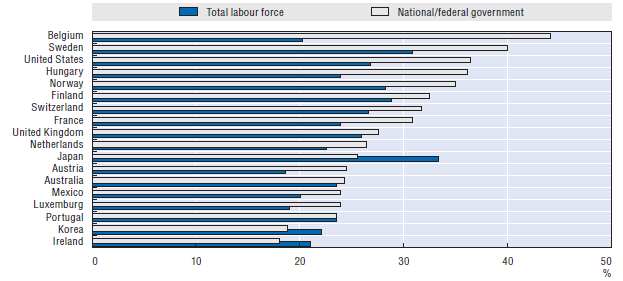 Total labour force
National/federal government
Belgium
Sweden
United States
Hungary
Norway
Finland
Switzerland
France
United Kingdom
Netherlands
Japan
Austria
Australia
Mexico
Luxemburg
Portugal
Korea
Ireland
0 10 20 30 40 50
%